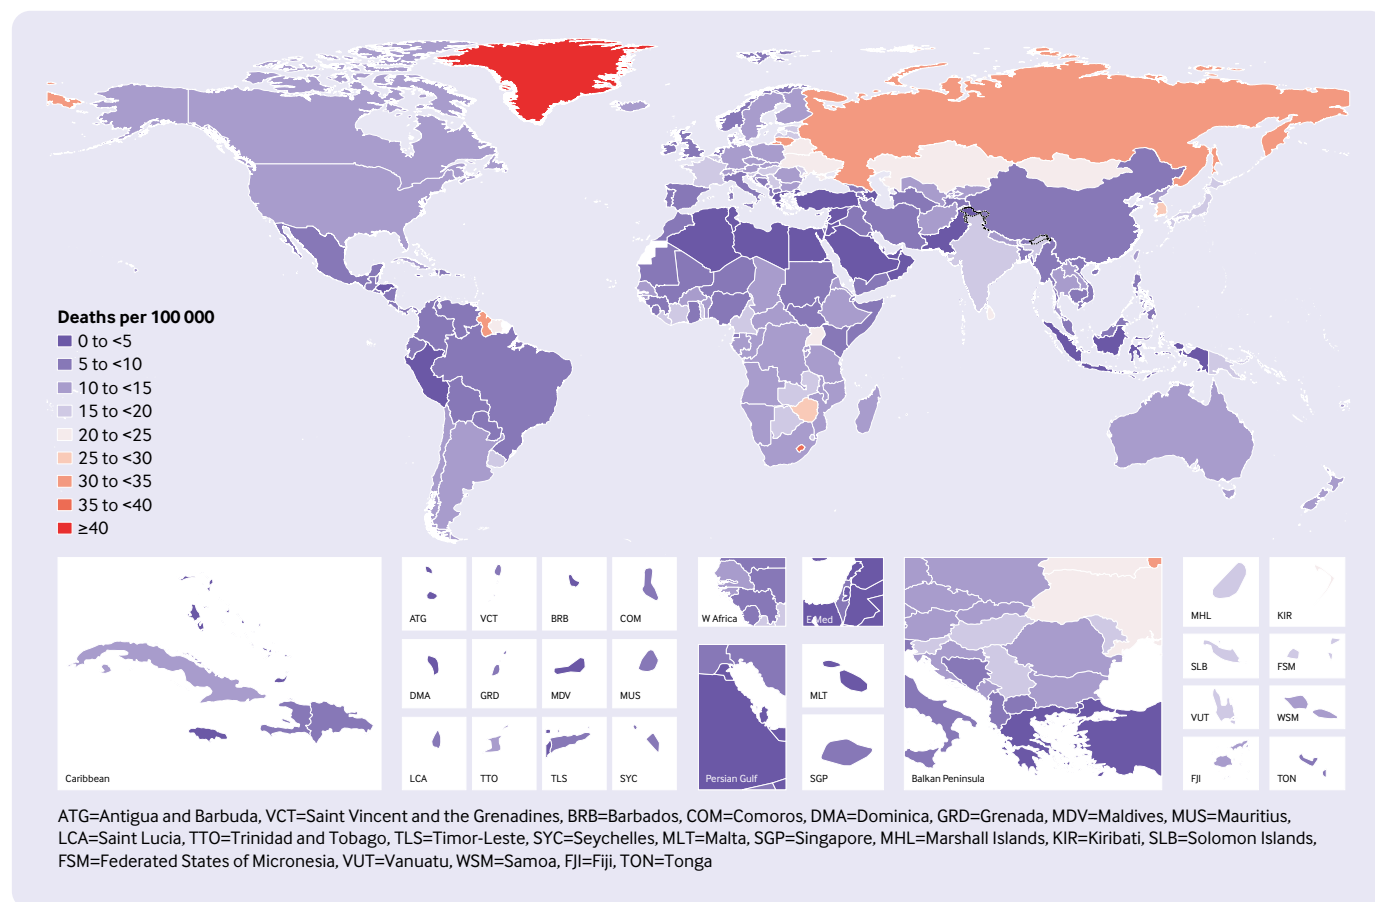 Deaths per 100 000
0 to <5
5 to <10
10 to <15
15 to <20
20 to <25
25 to <30
30 to <35
35 to <40
≥40
Caribbean
ATG
VCT
BRB
COM
DMA
GRD
MDV
MUS
LCA
TTO
TLS
SYC
W Africa
E Med
Persian Gulf
MLT
SGP
Balkan Peninsula
MHL
KIR
SLB
FSM
VUT
WSM
FJI
TON
ATG=Antigua and Barbuda, VCT=Saint Vincent and the Grenadines, BRB=Barbados, COM=Comoros, DMA=Dominica, GRD=Grenada, MDV=Maldives, MUS=Mauritius,
LCA=Saint Lucia, TTO=Trinidad and Tobago, TLS=Timor-Leste, SYC=Seychelles, MLT=Malta, SGP=Singapore, MHL=Marshall Islands, KIR=Kiribati, SLB=Solomon Islands,
FSM=Federated States of Micronesia, VUT=Vanuatu, WSM=Samoa, FJI=Fiji, TON=Tonga